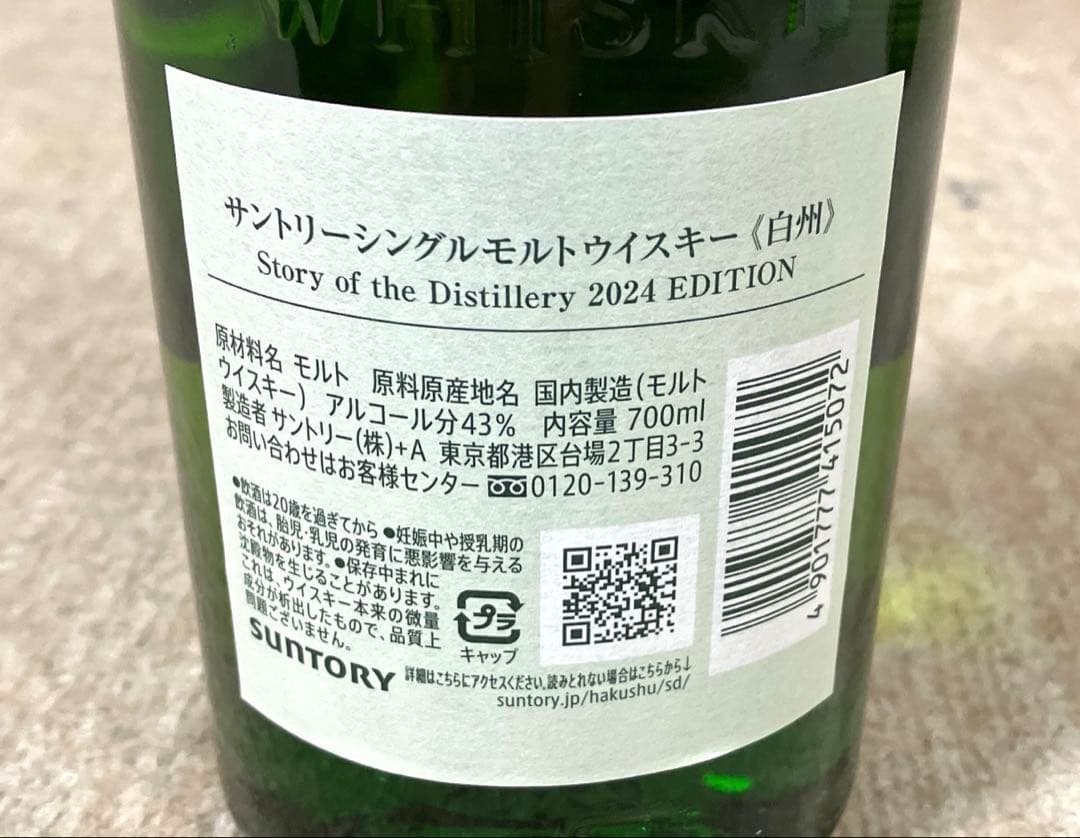 WHISKY
サントリーシングルモルトウイスキー《白州》
Story of the Distillery 2024 EDITION
原材料名 モルト 原料原産地名 国内製造(モルト
ウイスキー) アルコール分43% 内容量 700ml
製造者 サントリー(株)+A 東京都港区台場2丁目3-3
お問い合わせはお客様センター 0120-139-310
●飲酒は20歳を過ぎてから ●妊娠中や授乳期の
飲酒は、胎児・乳児の発育に悪影響を与える
おそれがあります。●保存中まれに
沈殿物を生じることがあります。
これは、ウイスキー本来の微量
成分が析出したもので、品質上
問題ございません。
プラ
キャップ
SUNTORY
詳細はこちらにアクセスください。読みとれない場合はこちらから↓
suntory.jp/hakushu/sd/
4 901777 415072